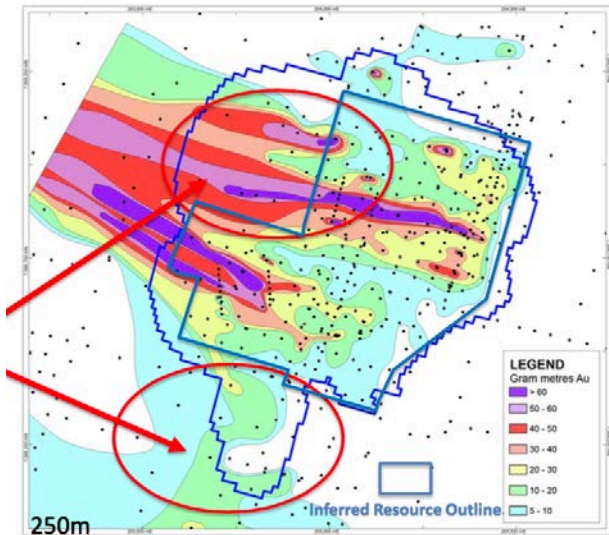 LEGEND
Gram metres Au
> 60
50 - 60
40 - 50
30 - 40
20 - 30
10 - 20
5 - 10
Inferred Resource Outline
250m